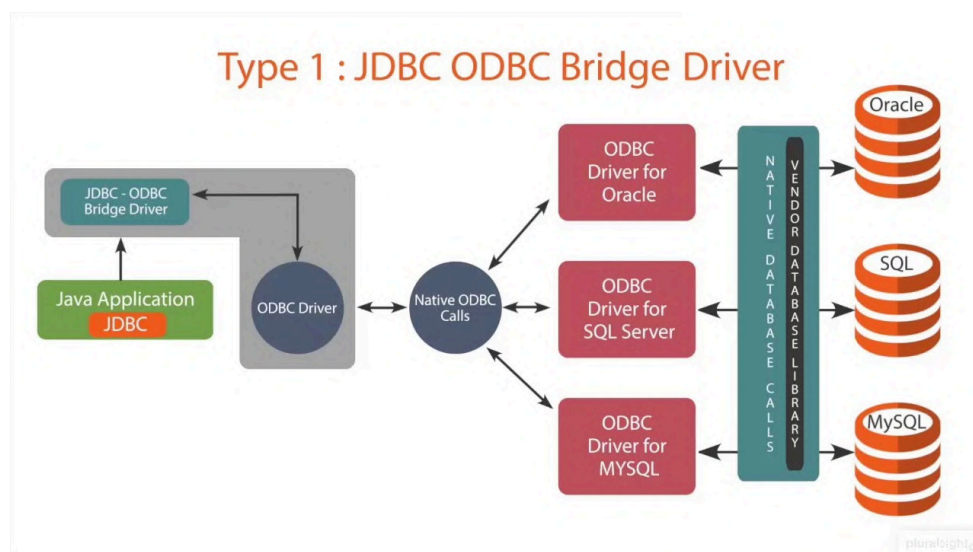 Type 1 : JDBC ODBC Bridge Driver
JDBC - ODBC
Bridge Driver
Java Application
JDBC
ODBC Driver
Native ODBC
Calls
ODBC
Driver for
Oracle
ODBC
Driver for
SQL Server
ODBC
Driver for
MYSQL
NATIVE DATABASE CALLS
VENDOR DATABASE LIBRARY
Oracle
SQL
MySQL
pluralsight